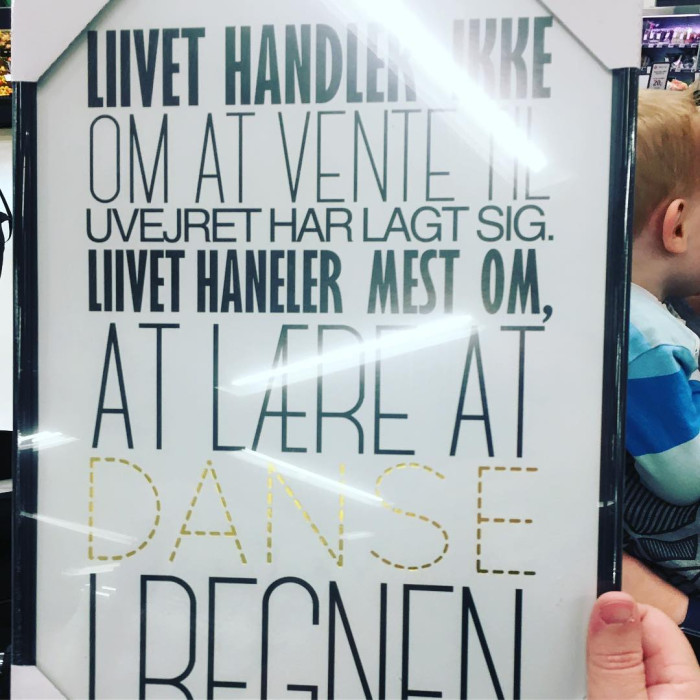 LIIVET HANDLER IKKE
OM AT VENTE TIL
UVEJRET HAR LAGT SIG.
LIIVET HANELER MEST OM,
AT LÆRE AT
DANSE
I REGNEN